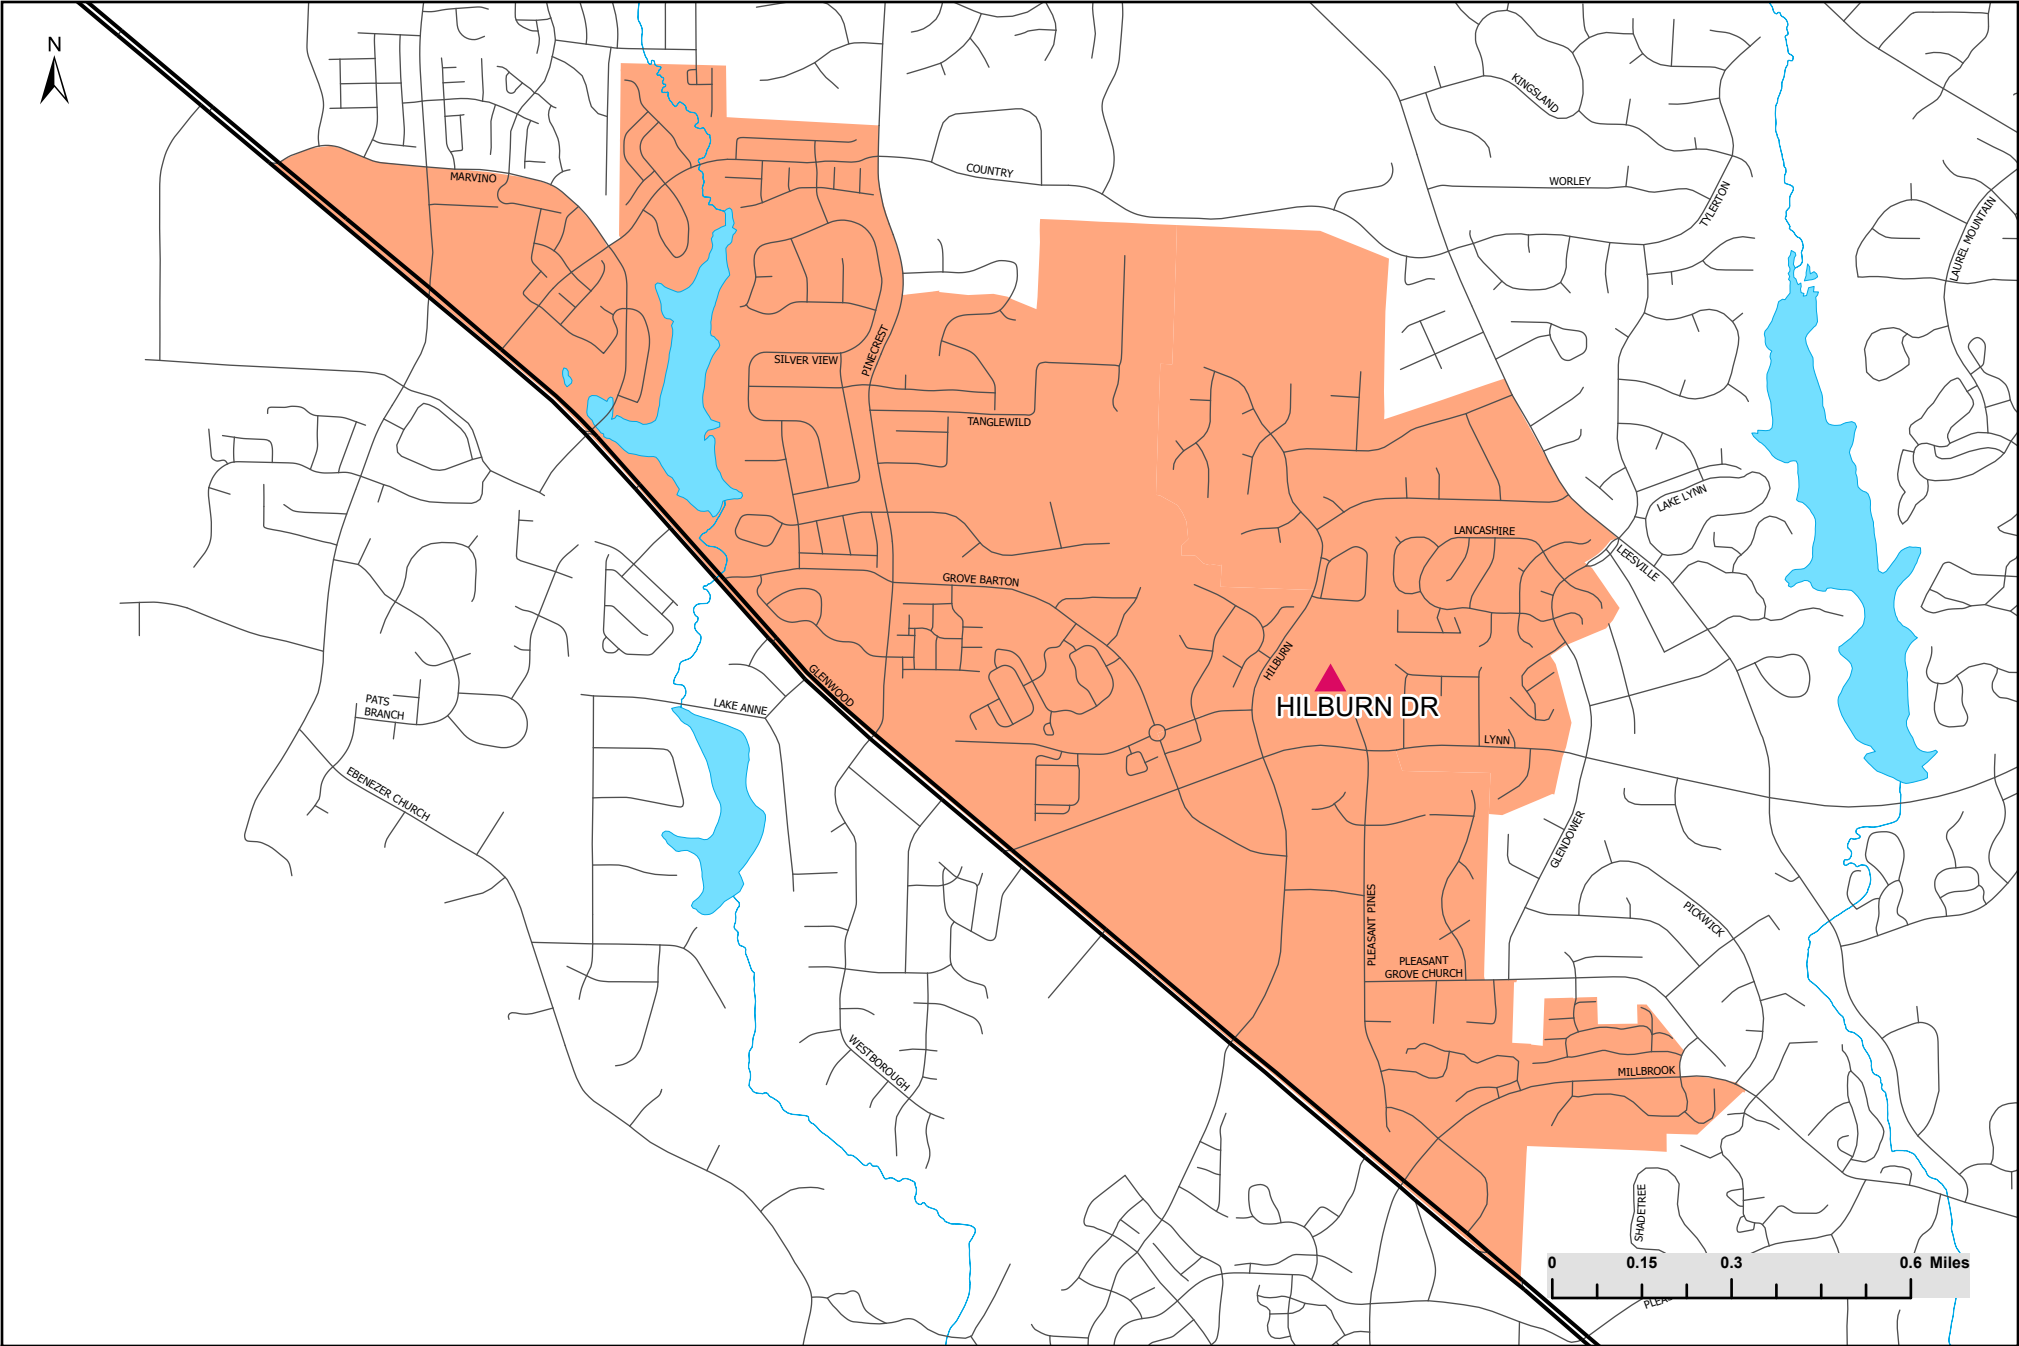 N
KINGSLAND
COUNTRY
MARVINO
WORLEY
TYLERTON
LAUREL MOUNTAIN
SILVER VIEW
PINECREST
TANGLEWILD
LAKE LYNN
LANCASHIRE
LEESVILLE
GROVE BARTON
HILBURN
GLENWOOD
LAKE ANNE
PATS
BRANCH
HILBURN DR
LYNN
EBENEZER CHURCH
GLENDOWER
PLEASANT PINES
PICKWICK
PLEASANT
GROVE CHURCH
WESTBOROUGH
MILLBROOK
SHADETREE
0 0.15 0.3 0.6 Miles